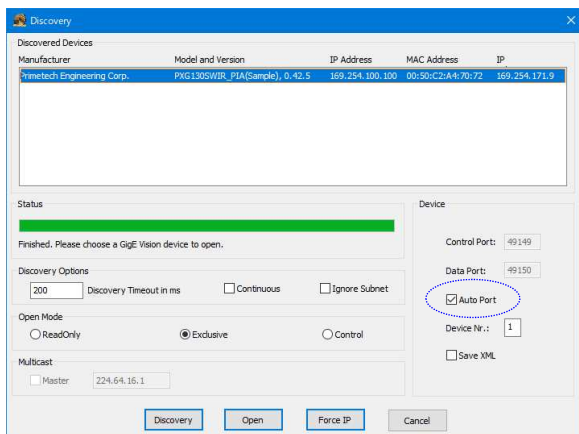 Discovery
Discovered Devices
Manufacturer Model and Version IP Address MAC Address IP
Primetech Engineering Corp. PXG130SWIR_PIA(Sample), 0.42.5 169.254.100.100 00:50:C2:A4:70:72 169.254.171.9
Status
Finished. Please choose a GigE Vision device to open.
Discovery Options
200 Discovery Timeout in ms Continuous Ignore Subnet
Open Mode
ReadOnly Exclusive Control
Multicast
Master 224.64.16.1
Device
Control Port: 49149
Data Port: 49150
Auto Port
Device Nr.: 1
Save XML
Discovery Open Force IP Cancel